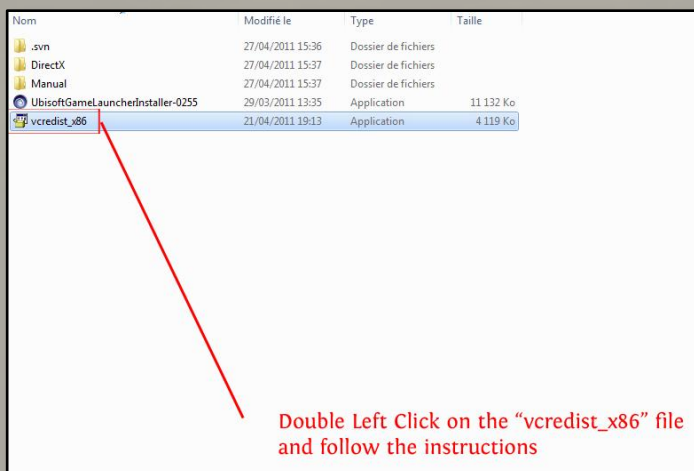 Nom Modifié le Type Taille
.svn 27/04/2011 15:36 Dossier de fichiers
DirectX 27/04/2011 15:37 Dossier de fichiers
Manual 27/04/2011 15:37 Dossier de fichiers
UbisoftGameLauncherInstaller-0255 29/03/2011 13:35 Application 11 132 Ko
vcredist_x86 21/04/2011 19:13 Application 4 119 Ko
Double Left Click on the “vcredist_x86” file
and follow the instructions